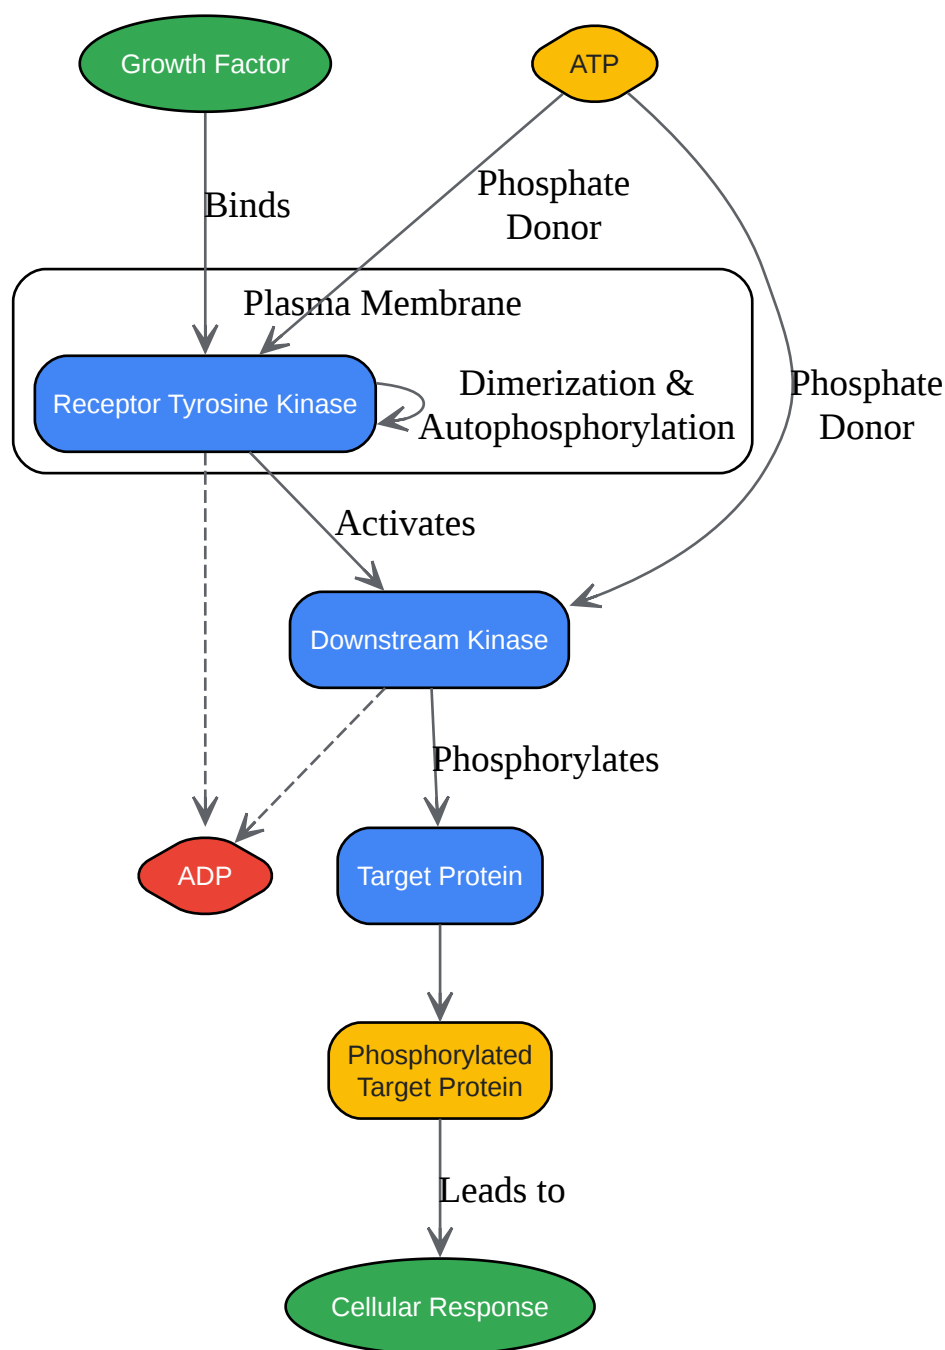 Growth Factor
ATP
Binds
Phosphate
Donor
Plasma Membrane
Receptor Tyrosine Kinase
Dimerization &
Autophosphorylation
Phosphate
Donor
Activates
Downstream Kinase
Phosphorylates
ADP
Target Protein
Phosphorylated
Target Protein
Leads to
Cellular Response